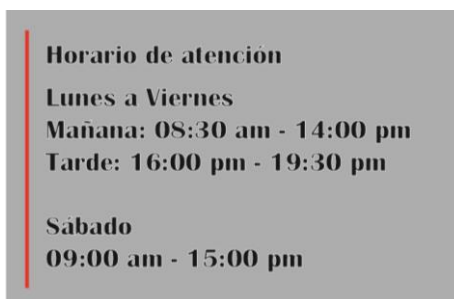 Horario de atención
Lunes a Viernes
Mañana: 08:30 am - 14:00 pm
Tarde: 16:00 pm - 19:30 pm
Sábado
09:00 am - 15:00 pm